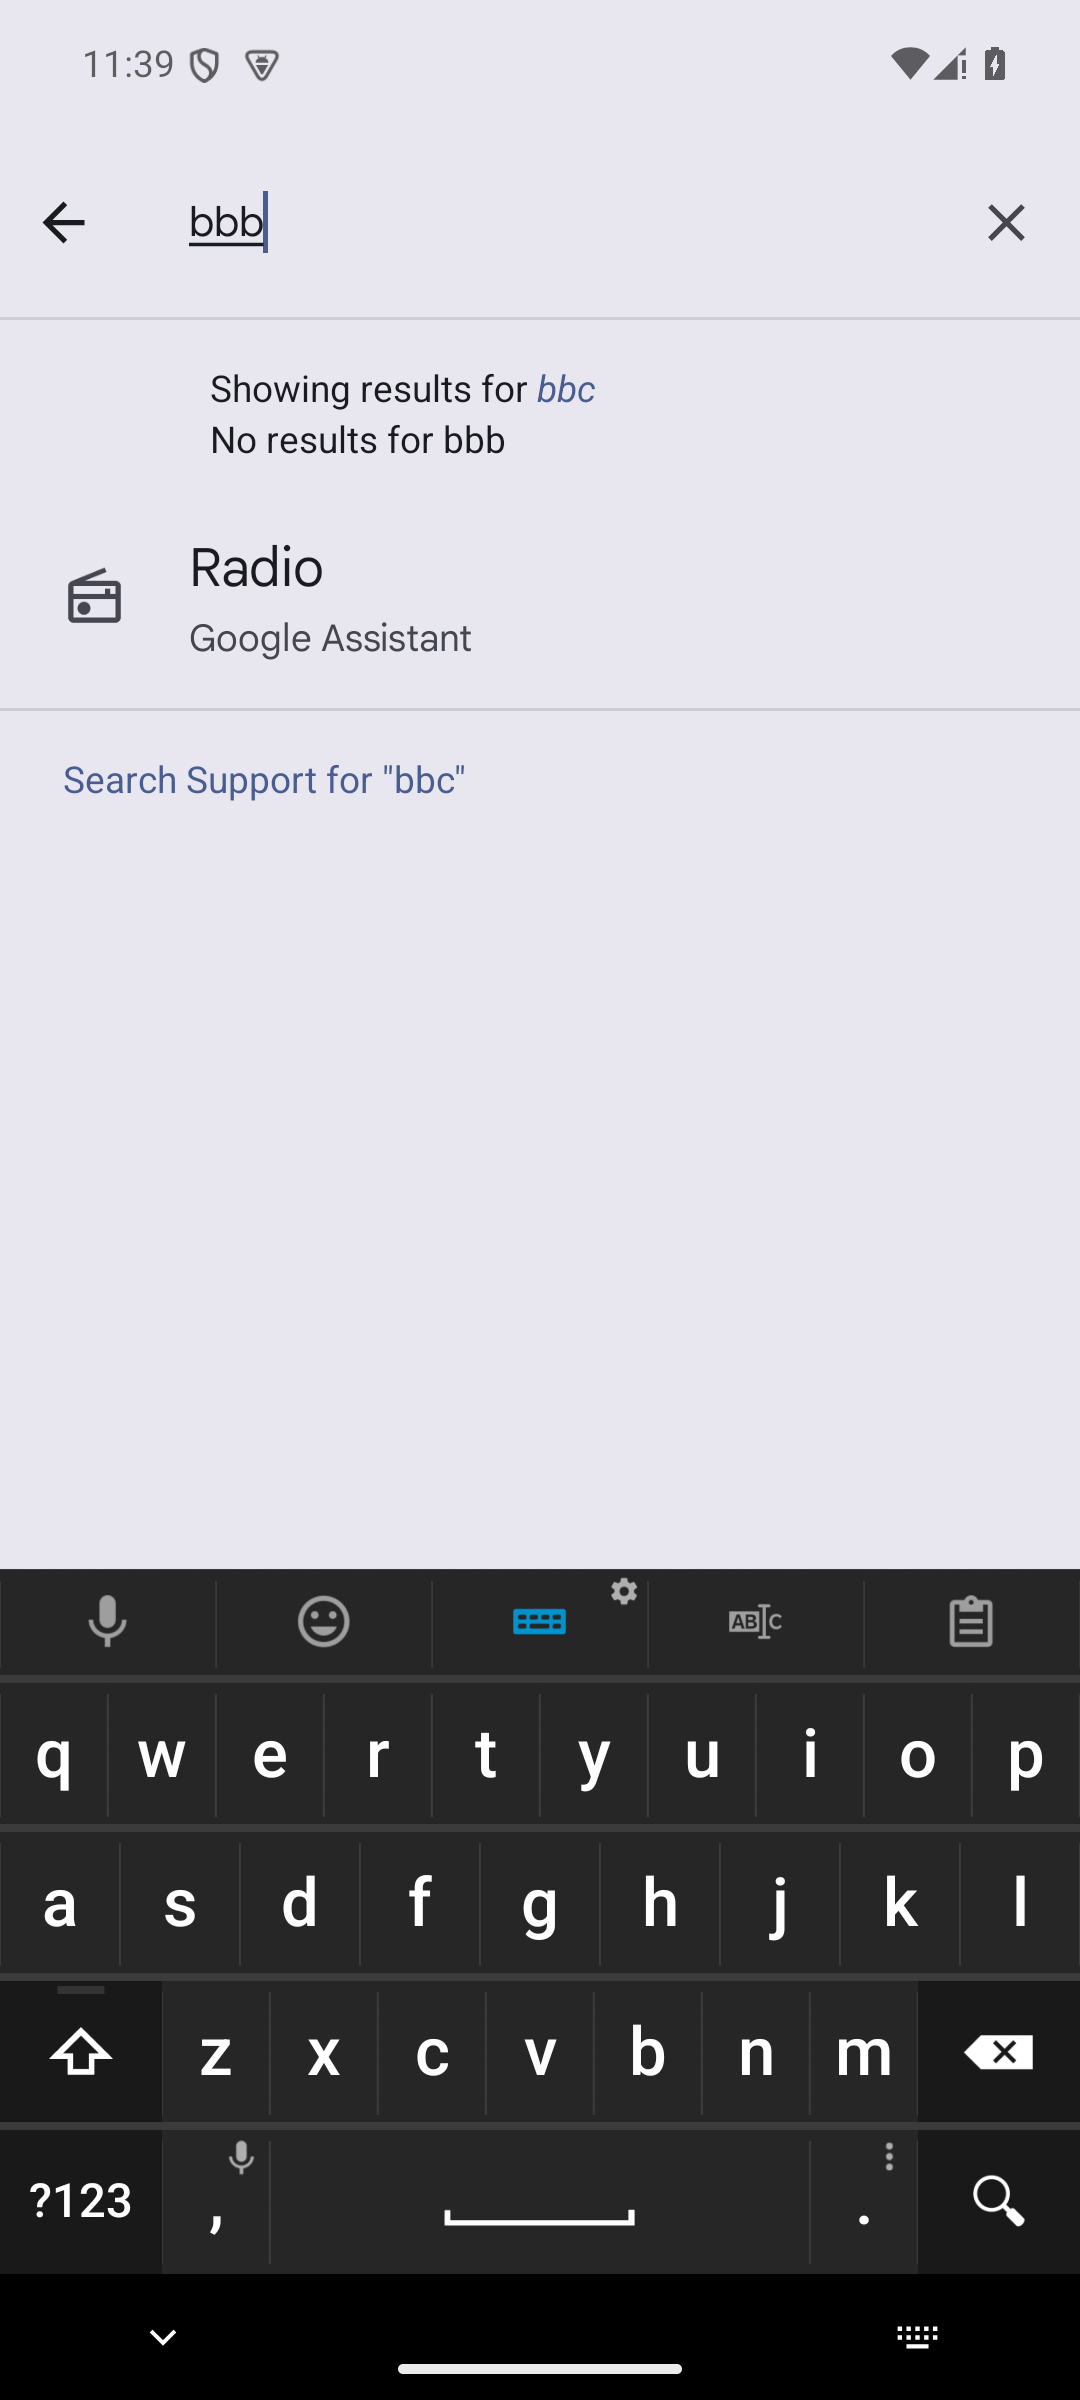 11:39
bbb
Showing results for bbc
No results for bbb
Radio
Google Assistant
Search Support for "bbc"
ABC
q w e r t y u i o p
a s d f g h j k l
z x c v b n m
?123 , .